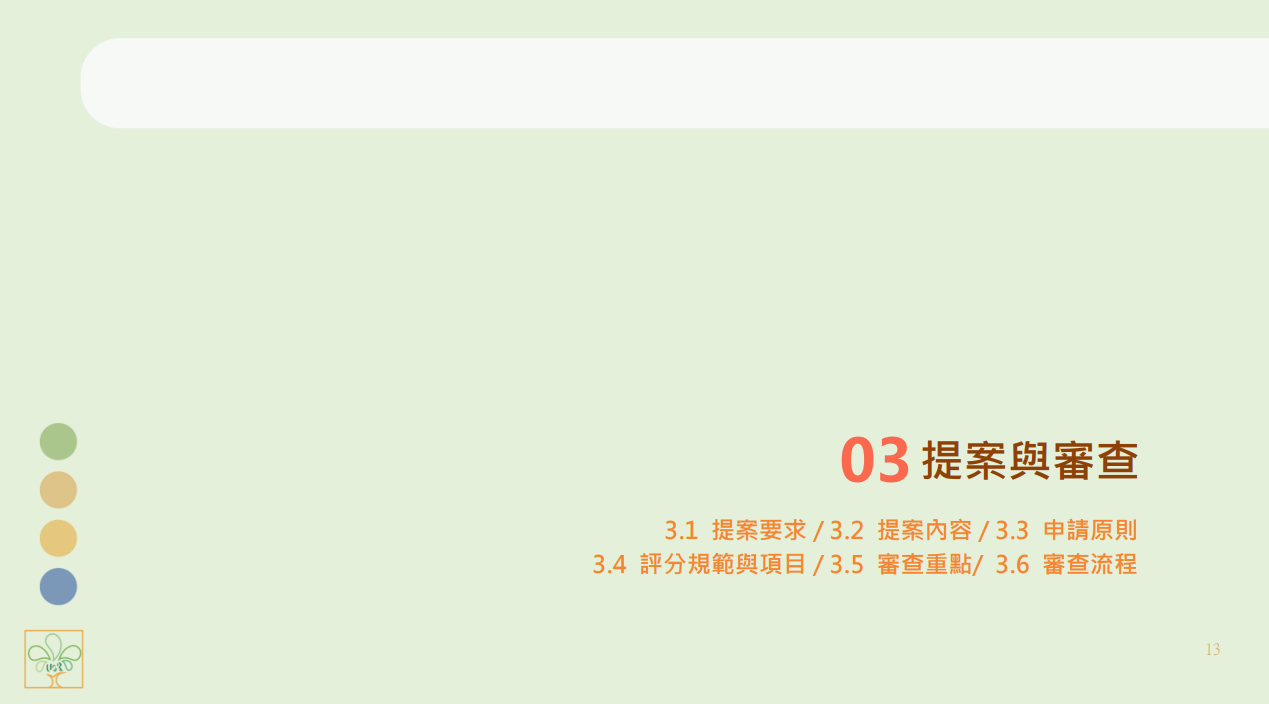 03 提案與審查
3.1 提案要求 / 3.2 提案內容 / 3.3 申請原則
3.4 評分規範與項目 / 3.5 審查重點/ 3.6 審查流程
USR
13